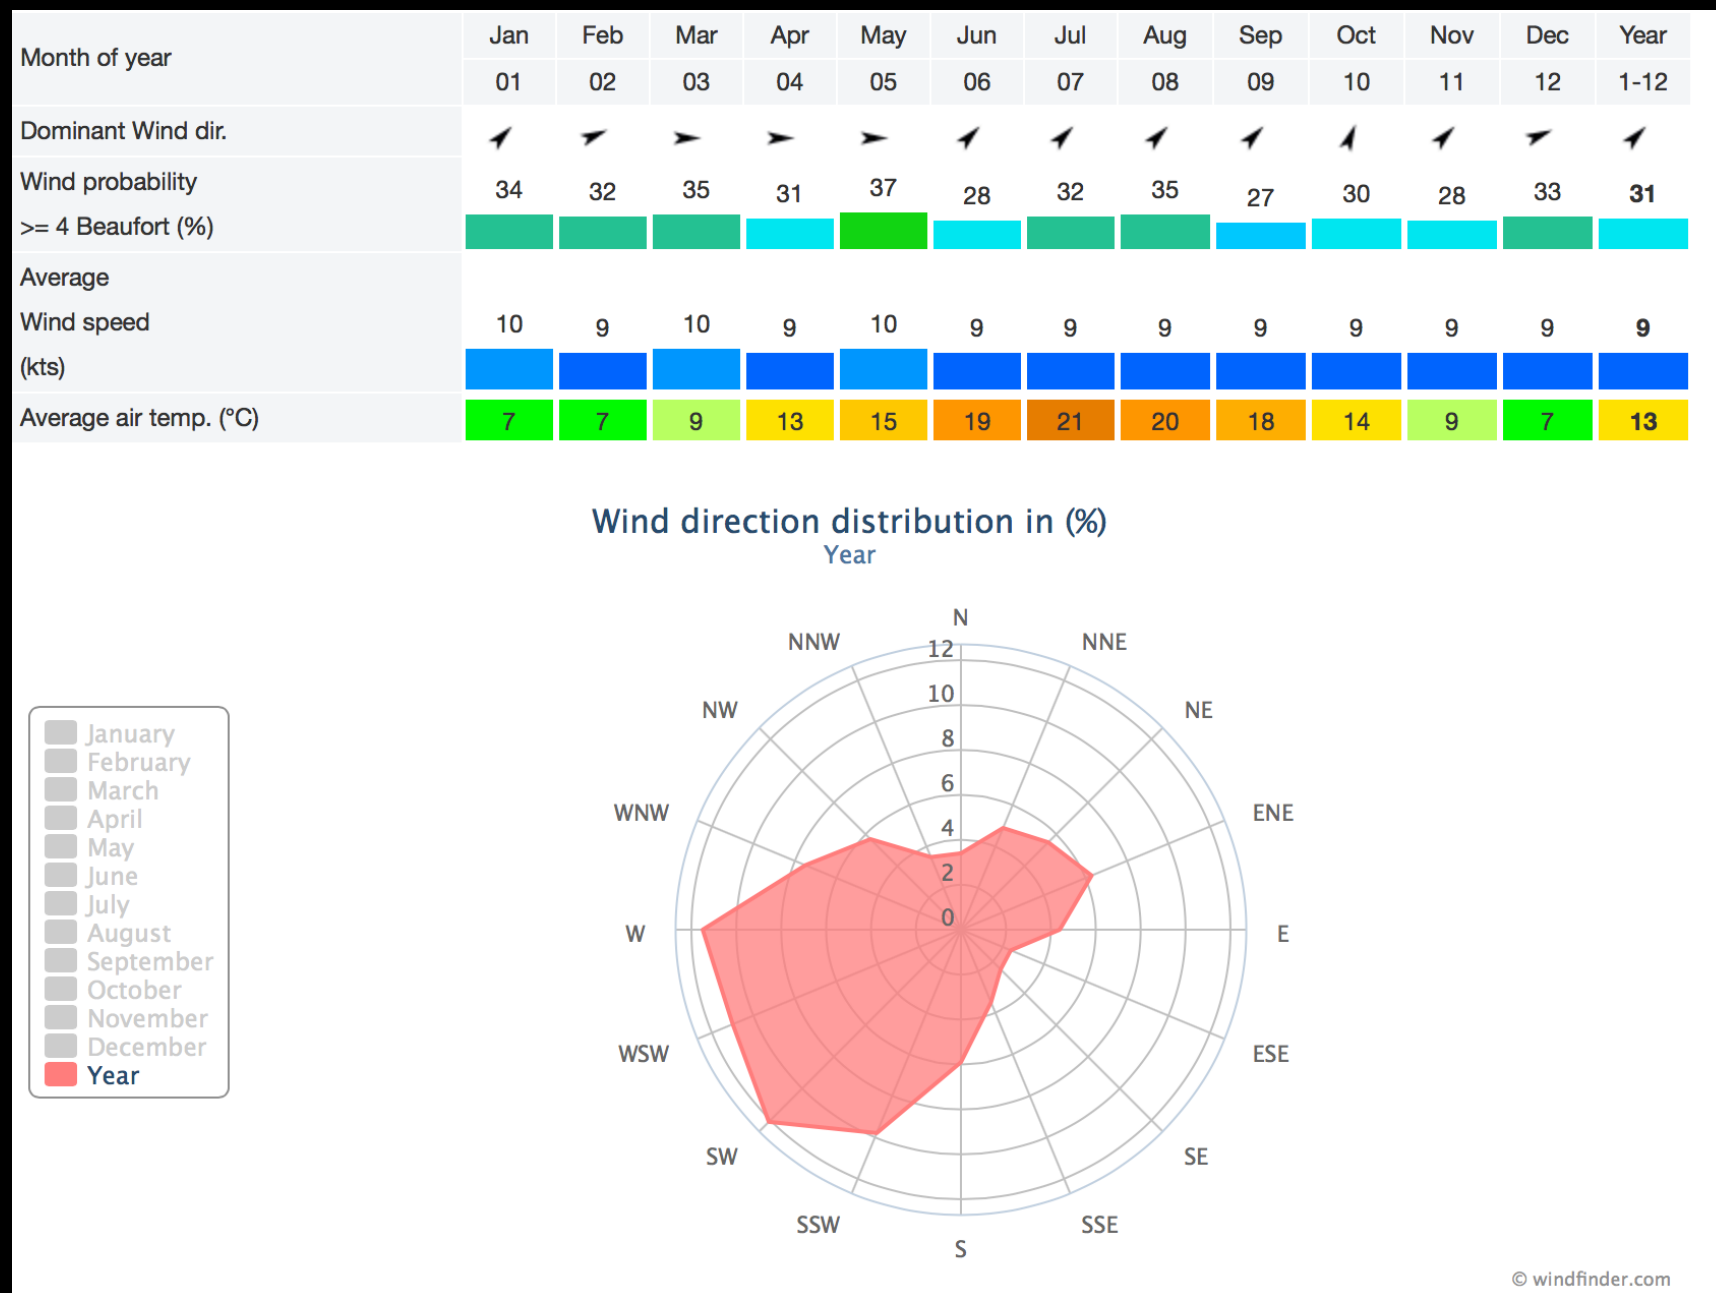 Month of year
Jan Feb Mar Apr May Jun Jul Aug Sep Oct Nov Dec Year
01 02 03 04 05 06 07 08 09 10 11 12 1-12
Dominant Wind dir.
Wind probability
>= 4 Beaufort (%)
34 32 35 31 37 28 32 35 27 30 28 33 31
Average
Wind speed
(kts)
10 9 10 9 10 9 9 9 9 9 9 9 9
Average air temp. (°C) 7 7 9 13 15 19 21 20 18 14 9 7 13
Wind direction distribution in (%)
Year
N
NNE
NE
ENE
E
ESE
SE
SSE
S
SSW
SW
WSW
W
WNW
NW
NNW
12
10
8
6
4
2
0
January
February
March
April
May
June
July
August
September
October
November
December
Year
© windfinder.com